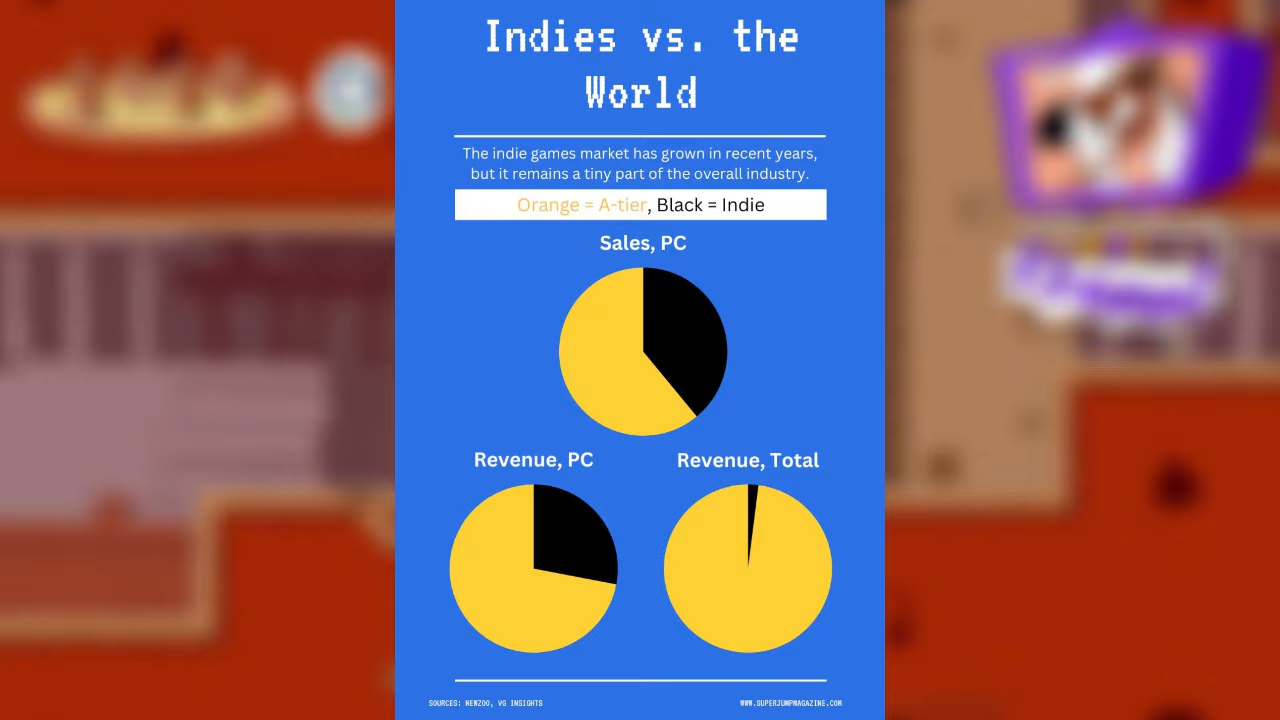 Indies vs. the
World
The indie games market has grown in recent years,
but it remains a tiny part of the overall industry.
Orange = A-tier, Black = Indie
Sales, PC
Revenue, PC
Revenue, Total
SOURCES: NEWZOO, VG INSIGHTS
WWW.SUPERJUMPMAGAZINE.COM